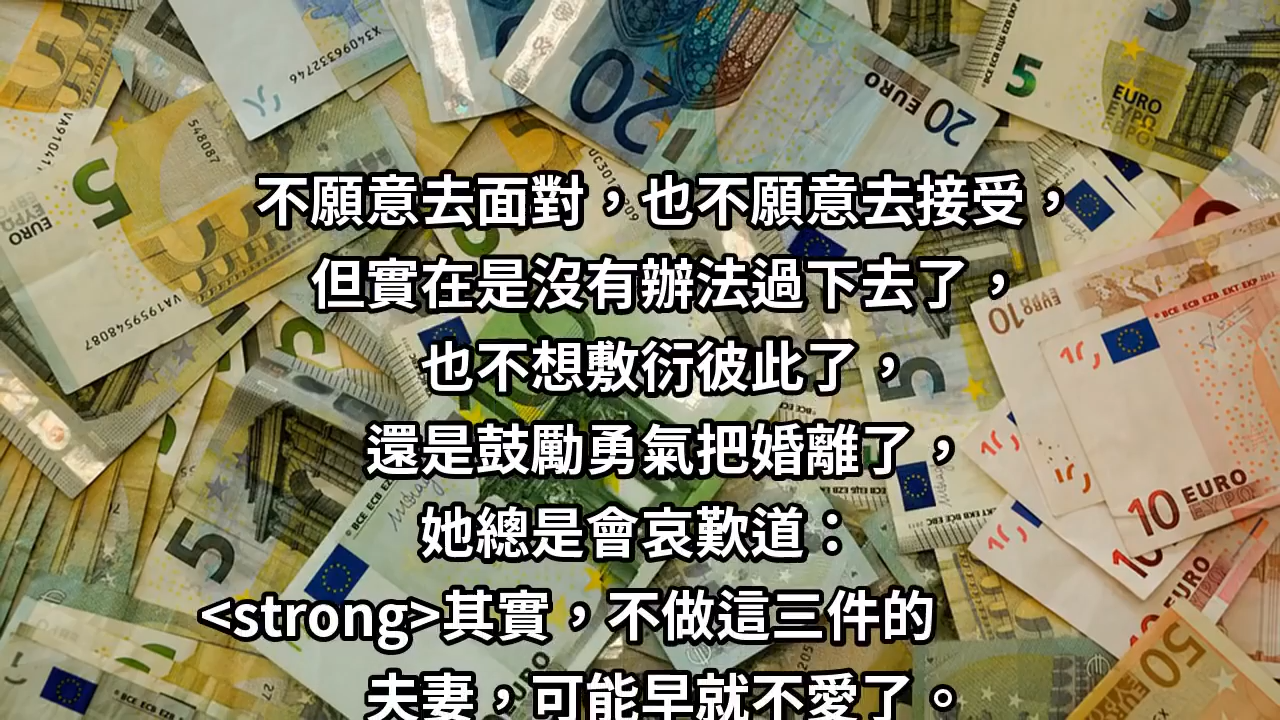 不願意去面對，也不願意去接受，
但實在是沒有辦法過下去了，
也不想敷衍彼此了，
還是鼓勵勇氣把婚離了，
她總是會哀歎道：
<strong>其實，不做這三件的
夫妻，可能早就不愛了。